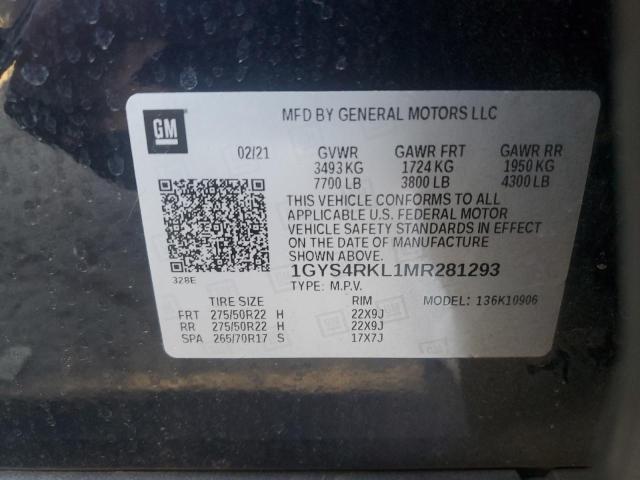 GM
MFD BY GENERAL MOTORS LLC
02/21 GVWR GAWR FRT GAWR RR
3493 KG 1724 KG 1950 KG
7700 LB 3800 LB 4300 LB
THIS VEHICLE CONFORMS TO ALL
APPLICABLE U.S. FEDERAL MOTOR
VEHICLE SAFETY STANDARDS IN EFFECT
ON THE DATE OF MANUFACTURE
SHOWN ABOVE.
1GYS4RKL1MR281293
328E
TYPE: M.P.V.
TIRE SIZE RIM MODEL: 136K10906
FRT 275/50R22 H 22X9J
RR 275/50R22 H 22X9J
SPA 265/70R17 S 17X7J